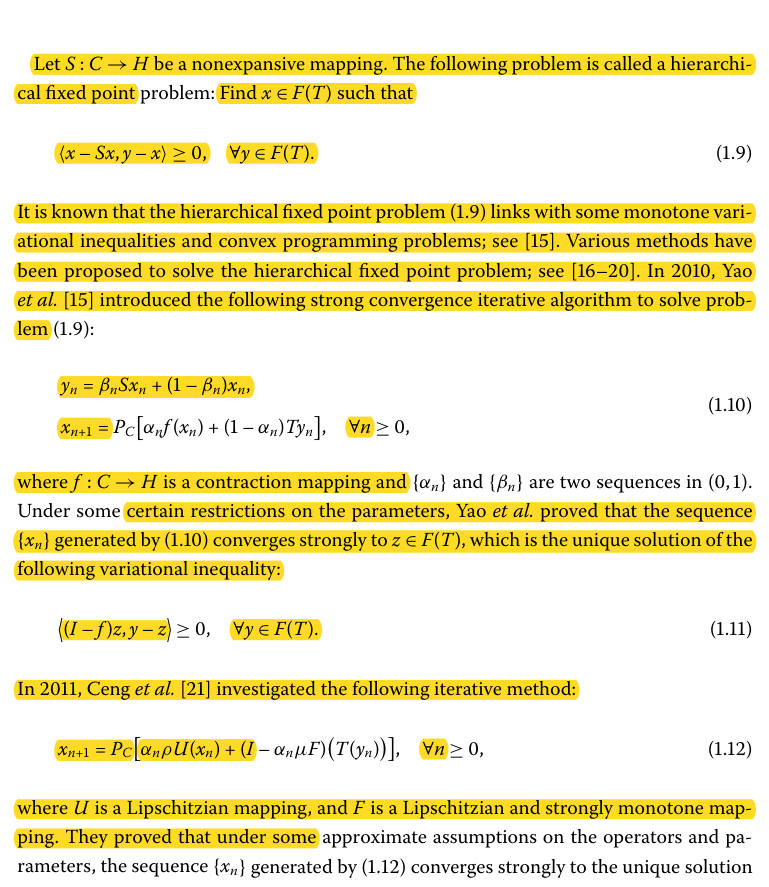 Let S : C → H be a nonexpansive mapping. The following problem is called a hierarchi-
cal fixed point problem: Find x ∈ F(T) such that
⟨x – Sx, y – x⟩ ≥ 0, ∀y ∈ F(T). (1.9)
It is known that the hierarchical fixed point problem (1.9) links with some monotone vari-
ational inequalities and convex programming problems; see [15]. Various methods have
been proposed to solve the hierarchical fixed point problem; see [16–20]. In 2010, Yao
et al. [15] introduced the following strong convergence iterative algorithm to solve prob-
lem (1.9):
yₙ = βₙSxₙ + (1 – βₙ)xₙ,
(1.10)
xₙ₊₁ = P_C[αₙf(xₙ) + (1 – αₙ)Tyₙ], ∀n ≥ 0,
where f : C → H is a contraction mapping and {αₙ} and {βₙ} are two sequences in (0, 1).
Under some certain restrictions on the parameters, Yao et al. proved that the sequence
{xₙ} generated by (1.10) converges strongly to z ∈ F(T), which is the unique solution of the
following variational inequality:
⟨(I – f)z, y – z⟩ ≥ 0, ∀y ∈ F(T). (1.11)
In 2011, Ceng et al. [21] investigated the following iterative method:
xₙ₊₁ = P_C[αₙρU(xₙ) + (I – αₙμF)(T(yₙ))], ∀n ≥ 0, (1.12)
where U is a Lipschitzian mapping, and F is a Lipschitzian and strongly monotone map-
ping. They proved that under some approximate assumptions on the operators and pa-
rameters, the sequence {xₙ} generated by (1.12) converges strongly to the unique solution